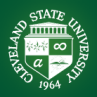 CLEVELAND STATE UNIVERSITY
α ∞
1964